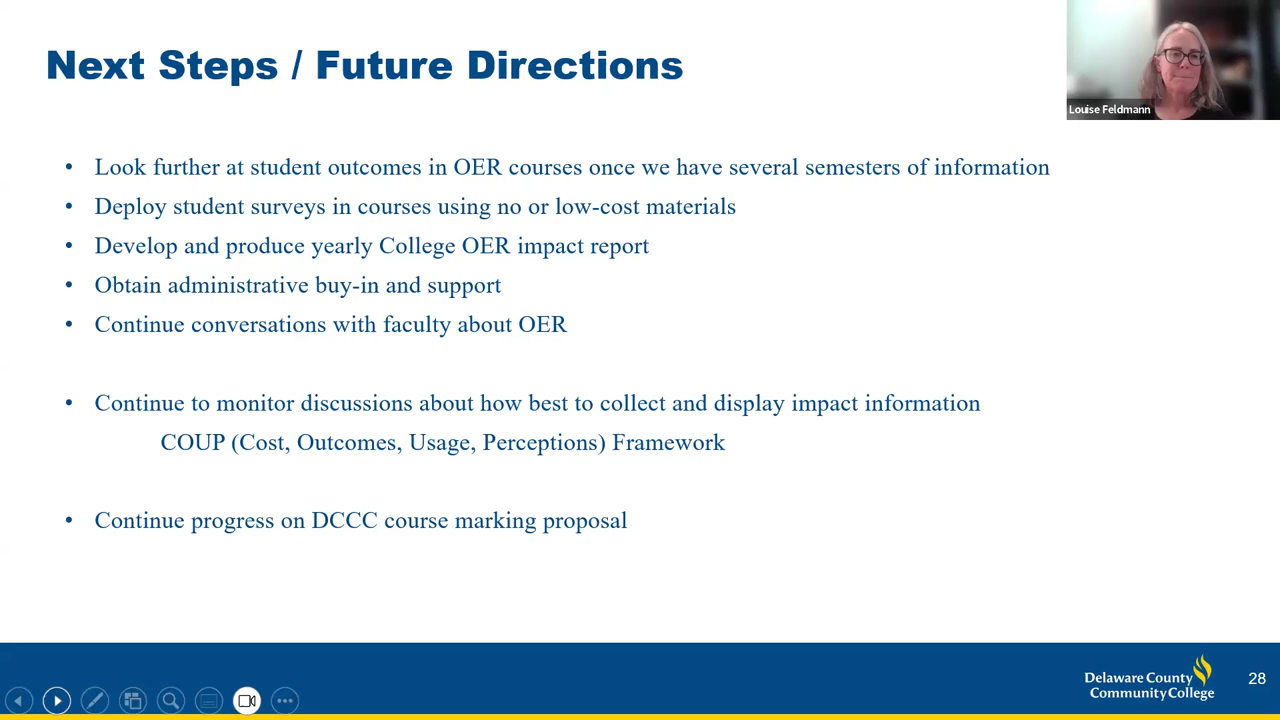 Next Steps / Future Directions
Louise Feldmann
• Look further at student outcomes in OER courses once we have several semesters of information
• Deploy student surveys in courses using no or low-cost materials
• Develop and produce yearly College OER impact report
• Obtain administrative buy-in and support
• Continue conversations with faculty about OER
• Continue to monitor discussions about how best to collect and display impact information
COUP (Cost, Outcomes, Usage, Perceptions) Framework
• Continue progress on DCCC course marking proposal
Delaware County
Community College
28